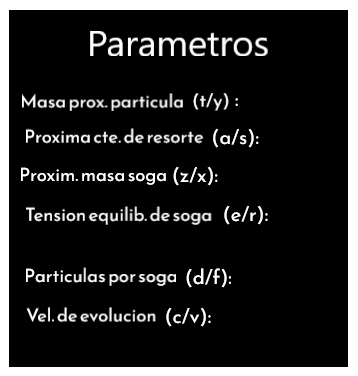 Parametros
Masa prox. particula (t/y) :
Proxima cte. de resorte (a/s):
Proxim. masa soga (z/x):
Tension equilib. de soga (e/r):
Particulas por soga (d/f):
Vel. de evolucion (c/v):